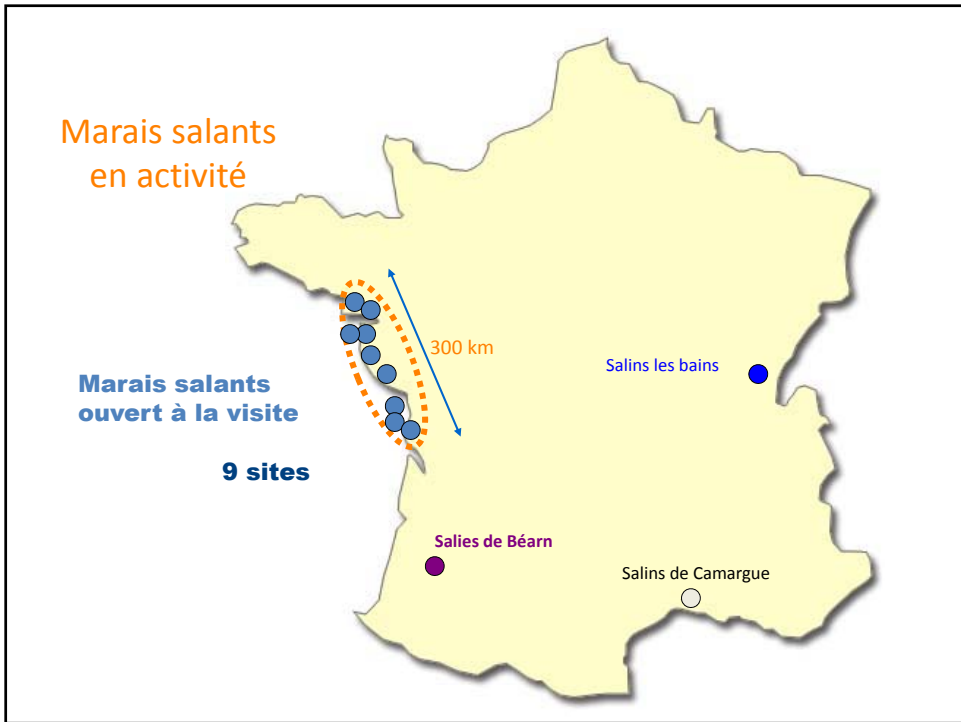 Marais salants
en activité
300 km
Salins les bains
Marais salants
ouvert à la visite
9 sites
Salies de Béarn
Salins de Camargue